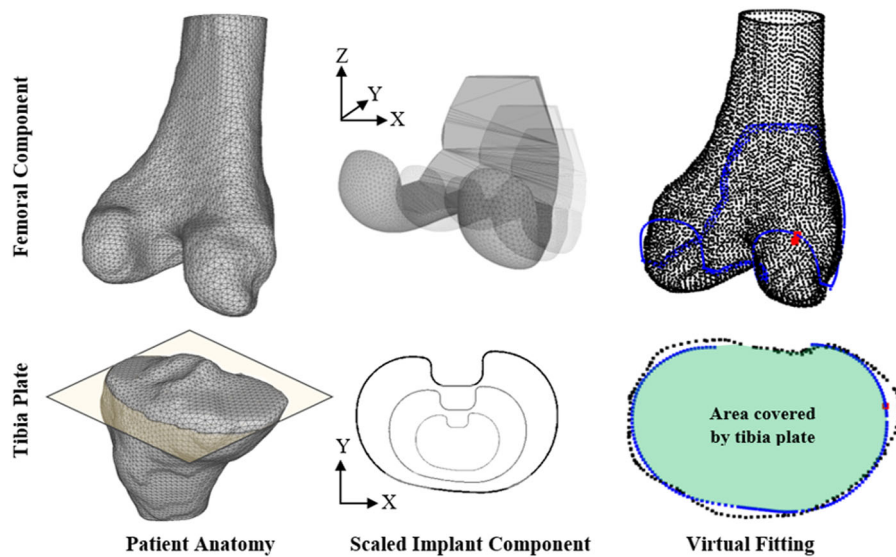 Femoral Component
Z
Y
X
Tibia Plate
Y
X
Area covered
by tibia plate
Patient Anatomy
Scaled Implant Component
Virtual Fitting